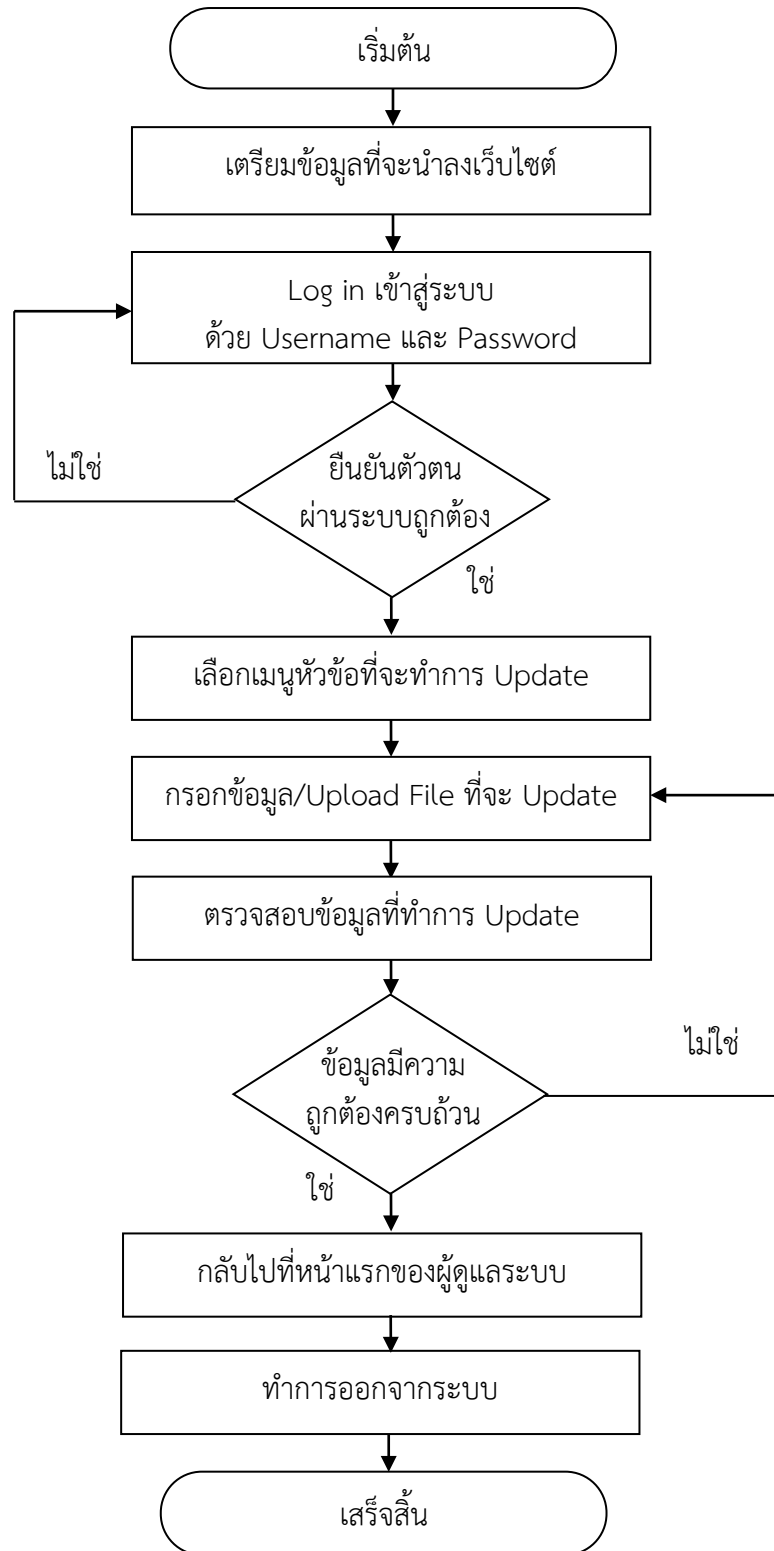 เริ่มต้น
เตรียมข้อมูลที่จะนำลงเว็บไซต์
Log in เข้าสู่ระบบ
ด้วย Username และ Password
ไม่ใช่
ยืนยันตัวตน
ผ่านระบบถูกต้อง
ใช่
เลือกเมนูหัวข้อที่จะทำการ Update
กรอกข้อมูล/Upload File ที่จะ Update
ตรวจสอบข้อมูลที่ทำการ Update
ไม่ใช่
ข้อมูลมีความ
ถูกต้องครบถ้วน
ใช่
กลับไปที่หน้าแรกของผู้ดูแลระบบ
ทำการออกจากระบบ
เสร็จสิ้น